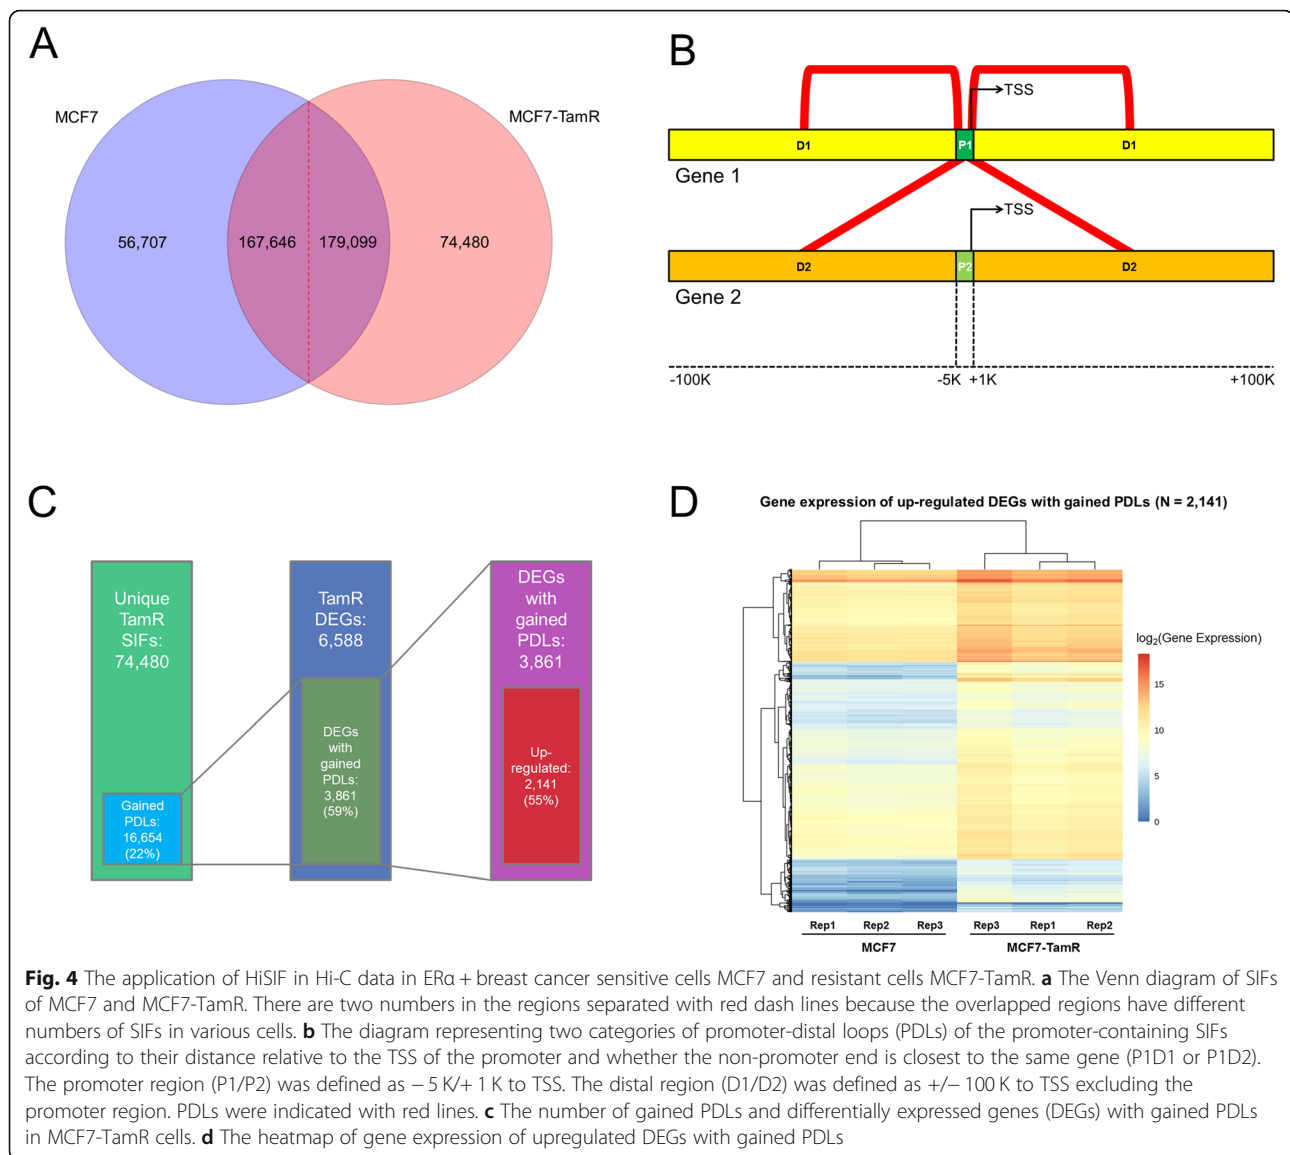 A
MCF7
MCF7-TamR
56,707
167,646
179,099
74,480
B
TSS
D1
P1
D1
Gene 1
TSS
D2
P2
D2
Gene 2
-100K
-5K
+1K
+100K
C
Unique
TamR
SIFs:
74,480
Gained
PDLs:
16,654
(22%)
TamR
DEGs:
6,588
DEGs
with
gained
PDLs:
3,861
(59%)
DEGs
with
gained
PDLs:
3,861
Up-
regulated:
2,141
(55%)
D
Gene expression of up-regulated DEGs with gained PDLs (N = 2,141)
log2(Gene Expression)
15
10
5
0
Rep1
Rep2
Rep3
Rep3
Rep1
Rep2
MCF7
MCF7-TamR
Fig. 4 The application of HiSIF in Hi-C data in ERα + breast cancer sensitive cells MCF7 and resistant cells MCF7-TamR. a The Venn diagram of SIFs
of MCF7 and MCF7-TamR. There are two numbers in the regions separated with red dash lines because the overlapped regions have different
numbers of SIFs in various cells. b The diagram representing two categories of promoter-distal loops (PDLs) of the promoter-containing SIFs
according to their distance relative to the TSS of the promoter and whether the non-promoter end is closest to the same gene (P1D1 or P1D2).
The promoter region (P1/P2) was defined as − 5 K/+ 1 K to TSS. The distal region (D1/D2) was defined as +/− 100 K to TSS excluding the
promoter region. PDLs were indicated with red lines. c The number of gained PDLs and differentially expressed genes (DEGs) with gained PDLs
in MCF7-TamR cells. d The heatmap of gene expression of upregulated DEGs with gained PDLs